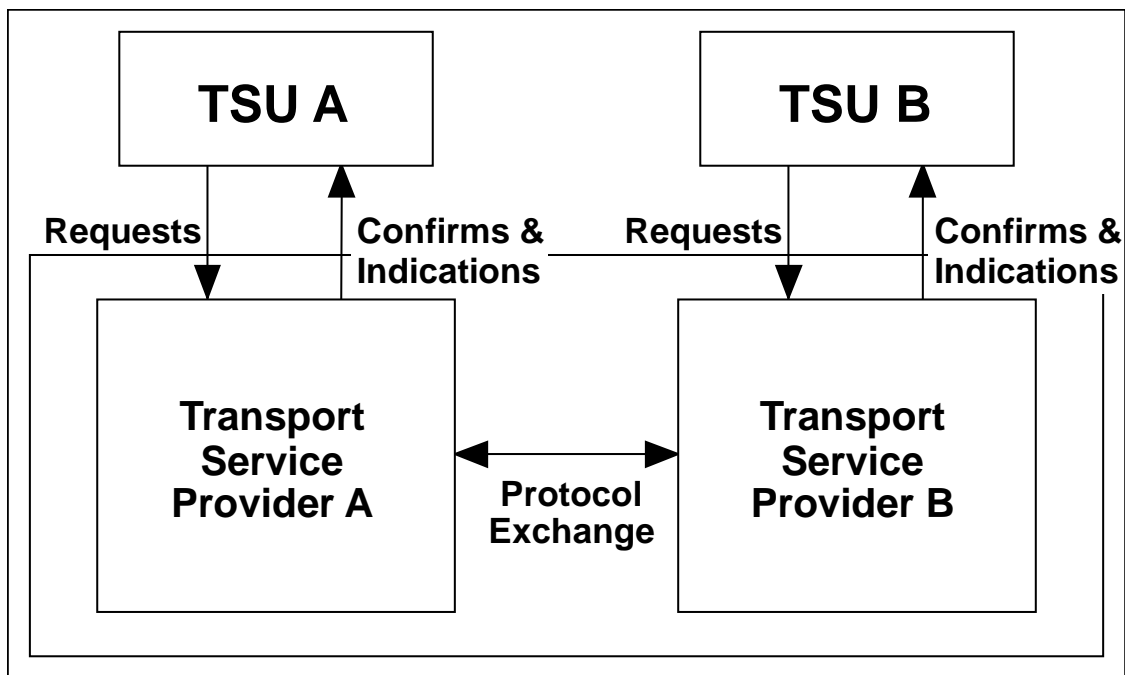 TSU A
TSU B
Requests
Confirms &
Indications
Requests
Confirms &
Indications
Transport
Service
Provider A
Protocol
Exchange
Transport
Service
Provider B